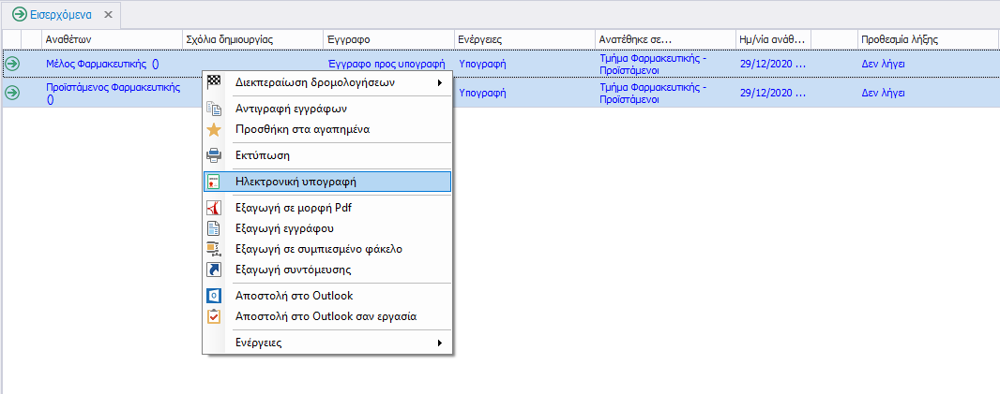 Εισερχόμενα
Αναθέτων Σχόλια δημιουργίας Έγγραφο Ενέργειες Ανατέθηκε σε... Ημ/νία ανάθ... Προθεσμία λήξης
Μέλος Φαρμακευτικής () Έγγραφο προς υπογραφή Υπογραφή Τμήμα Φαρμακευτικής - Προϊστάμενοι 29/12/2020 ... Δεν λήγει
Προϊστάμενος Φαρμακευτικής () Υπογραφή Τμήμα Φαρμακευτικής - Προϊστάμενοι 29/12/2020 ... Δεν λήγει
Διεκπεραίωση δρομολογήσεων
Αντιγραφή εγγράφων
Προσθήκη στα αγαπημένα
Εκτύπωση
Ηλεκτρονική υπογραφή
Εξαγωγή σε μορφή Pdf
Εξαγωγή εγγράφου
Εξαγωγή σε συμπιεσμένο φάκελο
Εξαγωγή συντόμευσης
Αποστολή στο Outlook
Αποστολή στο Outlook σαν εργασία
Ενέργειες